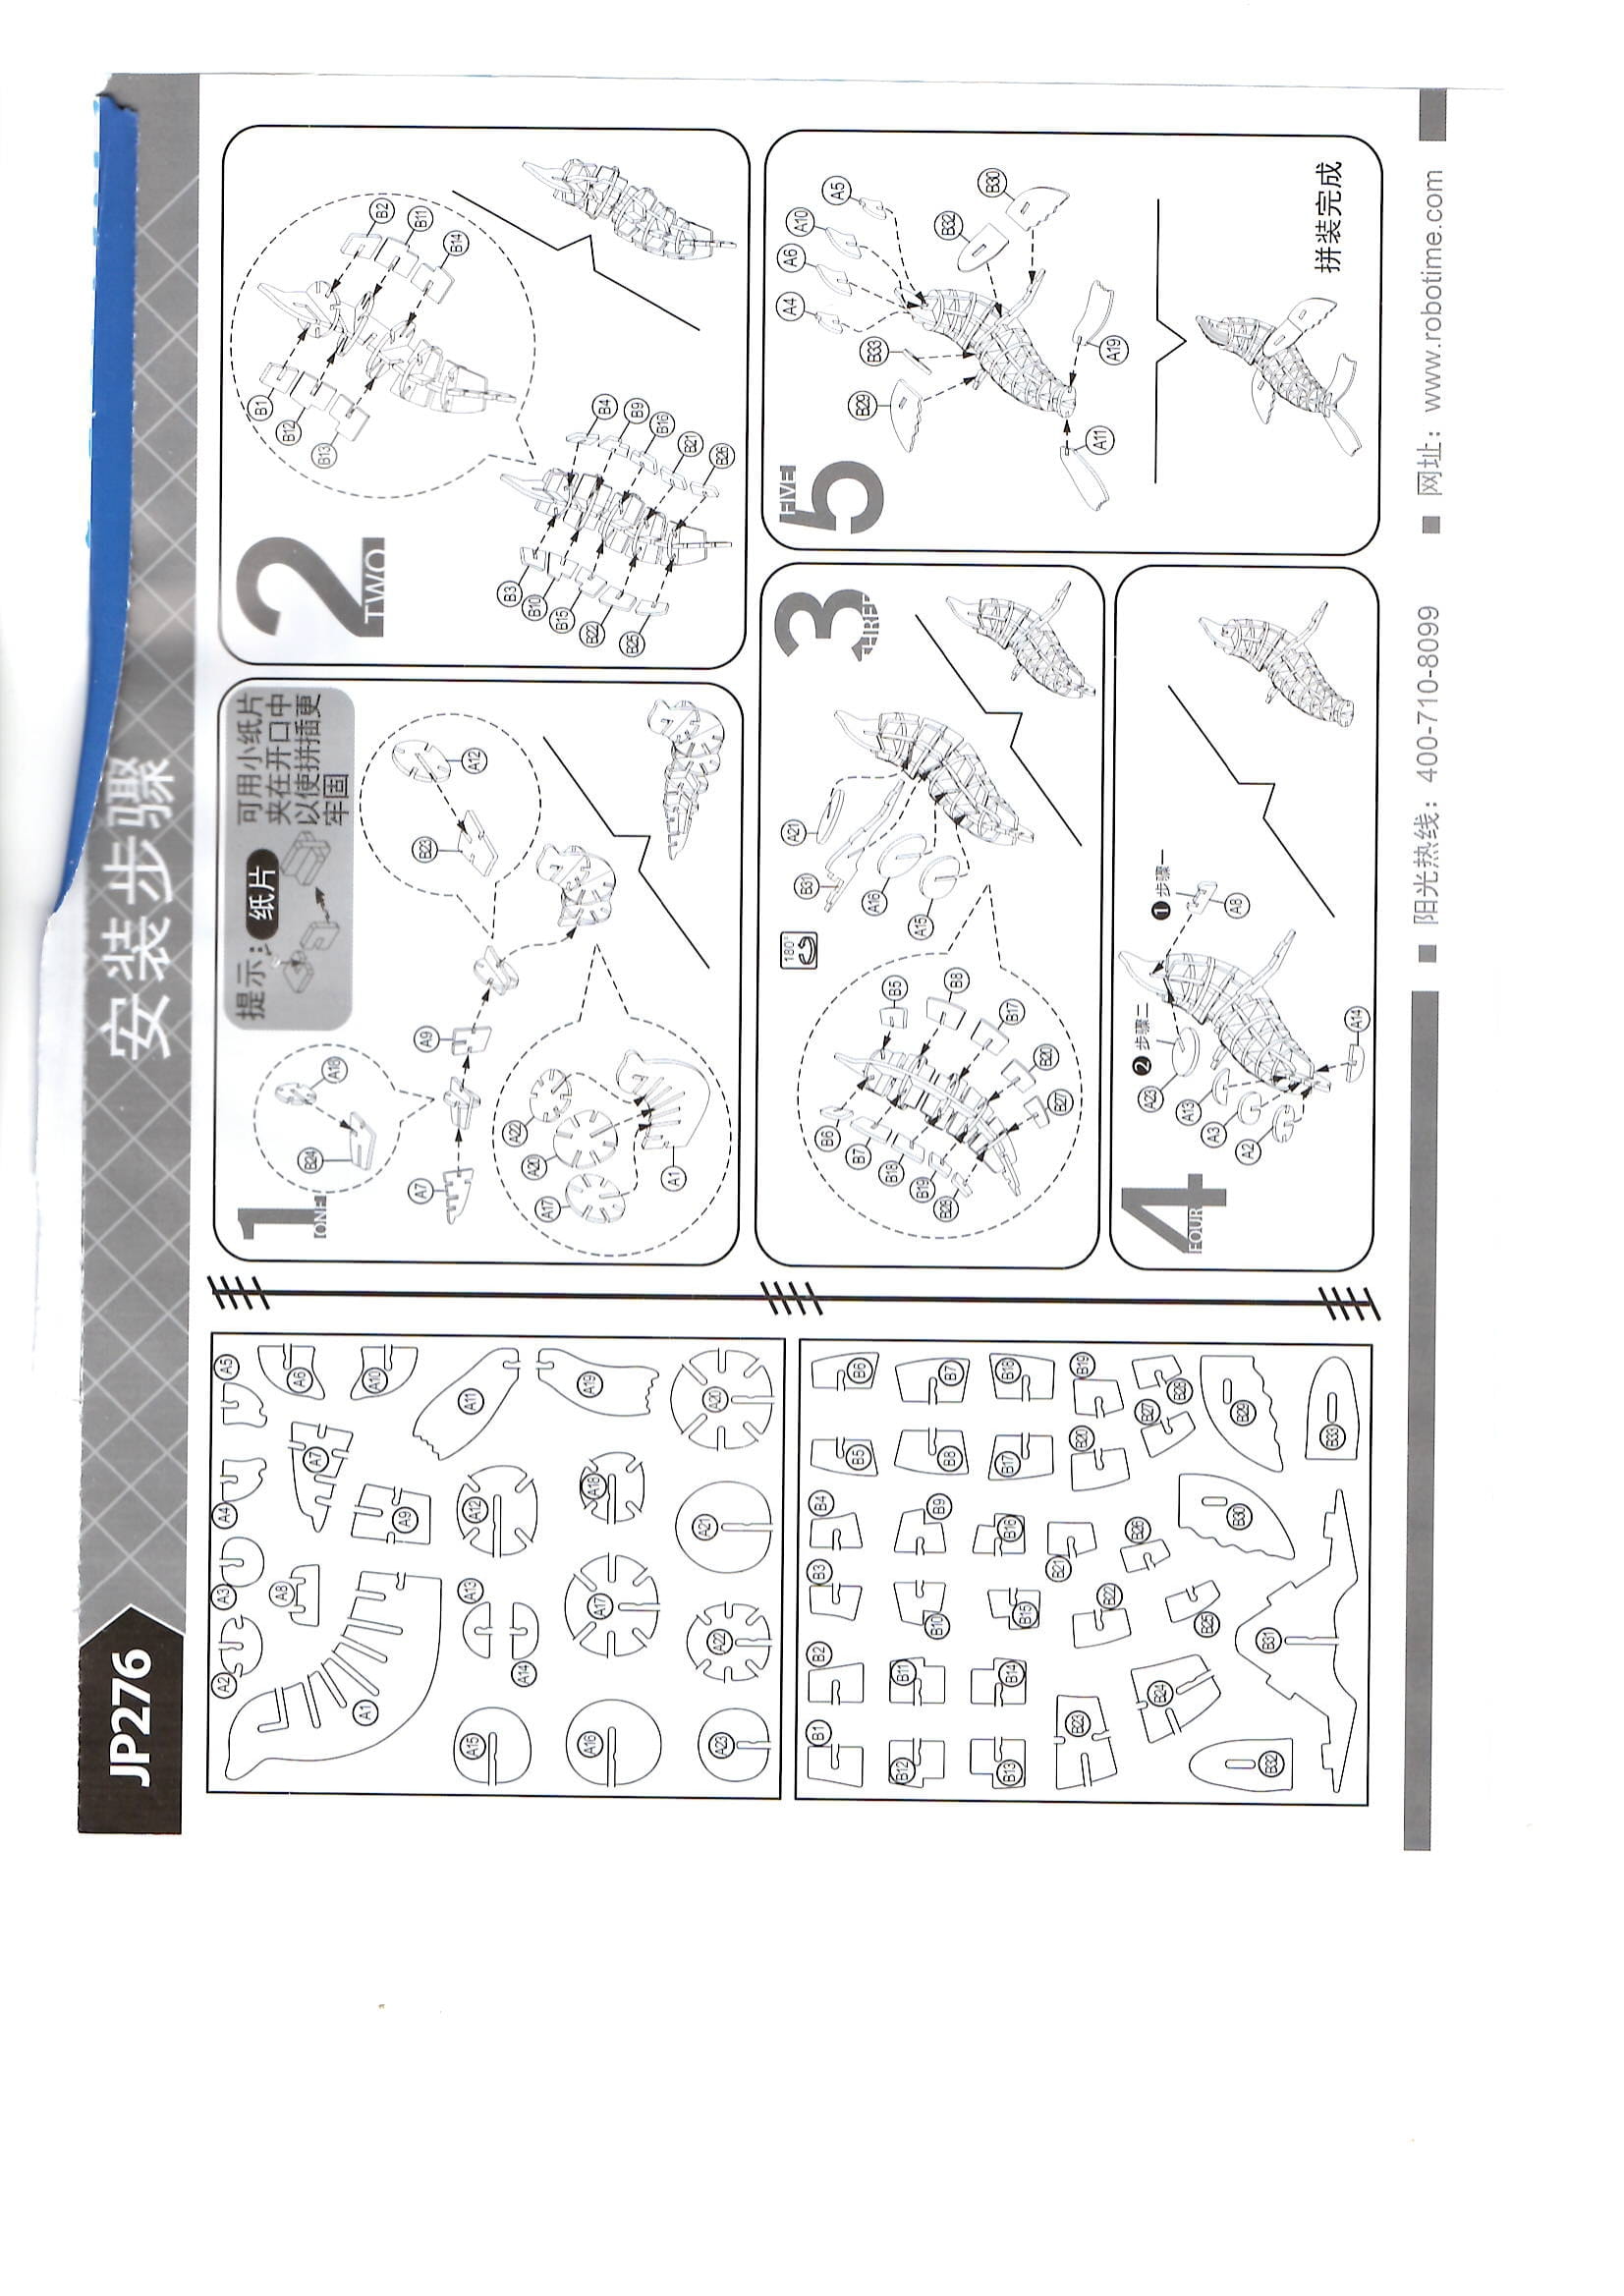 JP276
安装步骤
A1
A2
A3
A4
A5
A6
A7
A8
A9
A10
A11
A12
A13
A14
A15
A16
A17
A18
A19
A20
A21
A22
A23
B1
B2
B3
B4
B5
B6
B7
B8
B9
B10
B11
B12
B13
B14
B15
B16
B17
B18
B19
B20
B21
B22
B23
B24
B25
B26
B27
B28
B29
B30
B31
B32
B33
1
ONE
提示:
纸片
可用小纸片
夹在开口中
以使拼插更
牢固
B24
A18
A7
A9
B23
A12
A17
A20
A22
A1
2
TWO
B1
B12
B13
B2
B11
B14
B3
B10
B15
B22
B25
B4
B9
B16
B21
B26
3
THREE
180°
B6
B7
B18
B19
B28
B5
B8
B17
B20
B27
A21
B31
A16
A15
4
FOUR
❶ 步骤一
A8
❷ 步骤二
A23
A13
A3
A2
A14
5
FIVE
A4
A6
A10
A5
B33
B29
B32
B30
A19
A11
拼装完成
■ 阳光热线: 400-710-8099
■ 网址: www.robotime.com